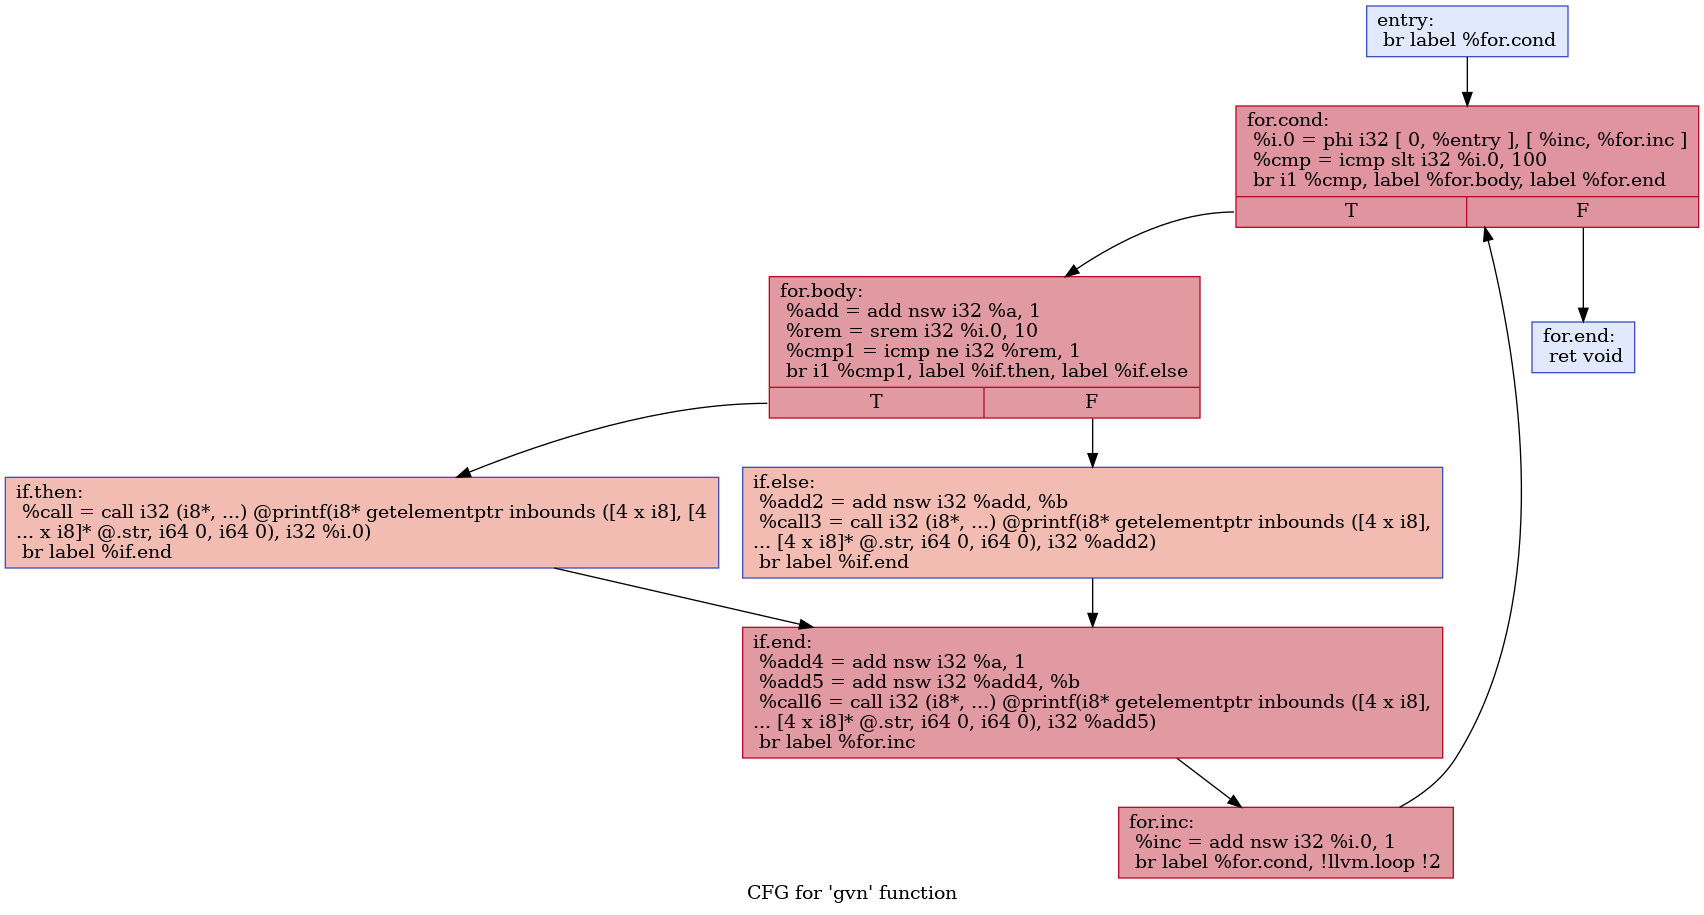 entry:
br label %for.cond
for.cond:
%i.0 = phi i32 [ 0, %entry ], [ %inc, %for.inc ]
%cmp = icmp slt i32 %i.0, 100
br i1 %cmp, label %for.body, label %for.end
T F
for.body:
%add = add nsw i32 %a, 1
%rem = srem i32 %i.0, 10
%cmp1 = icmp ne i32 %rem, 1
br i1 %cmp1, label %if.then, label %if.else
T F
for.end:
ret void
if.then:
%call = call i32 (i8*, ...) @printf(i8* getelementptr inbounds ([4 x i8], [4
... x i8]* @.str, i64 0, i64 0), i32 %i.0)
br label %if.end
if.else:
%add2 = add nsw i32 %add, %b
%call3 = call i32 (i8*, ...) @printf(i8* getelementptr inbounds ([4 x i8],
... [4 x i8]* @.str, i64 0, i64 0), i32 %add2)
br label %if.end
if.end:
%add4 = add nsw i32 %a, 1
%add5 = add nsw i32 %add4, %b
%call6 = call i32 (i8*, ...) @printf(i8* getelementptr inbounds ([4 x i8],
... [4 x i8]* @.str, i64 0, i64 0), i32 %add5)
br label %for.inc
for.inc:
%inc = add nsw i32 %i.0, 1
br label %for.cond, !llvm.loop !2
CFG for 'gvn' function